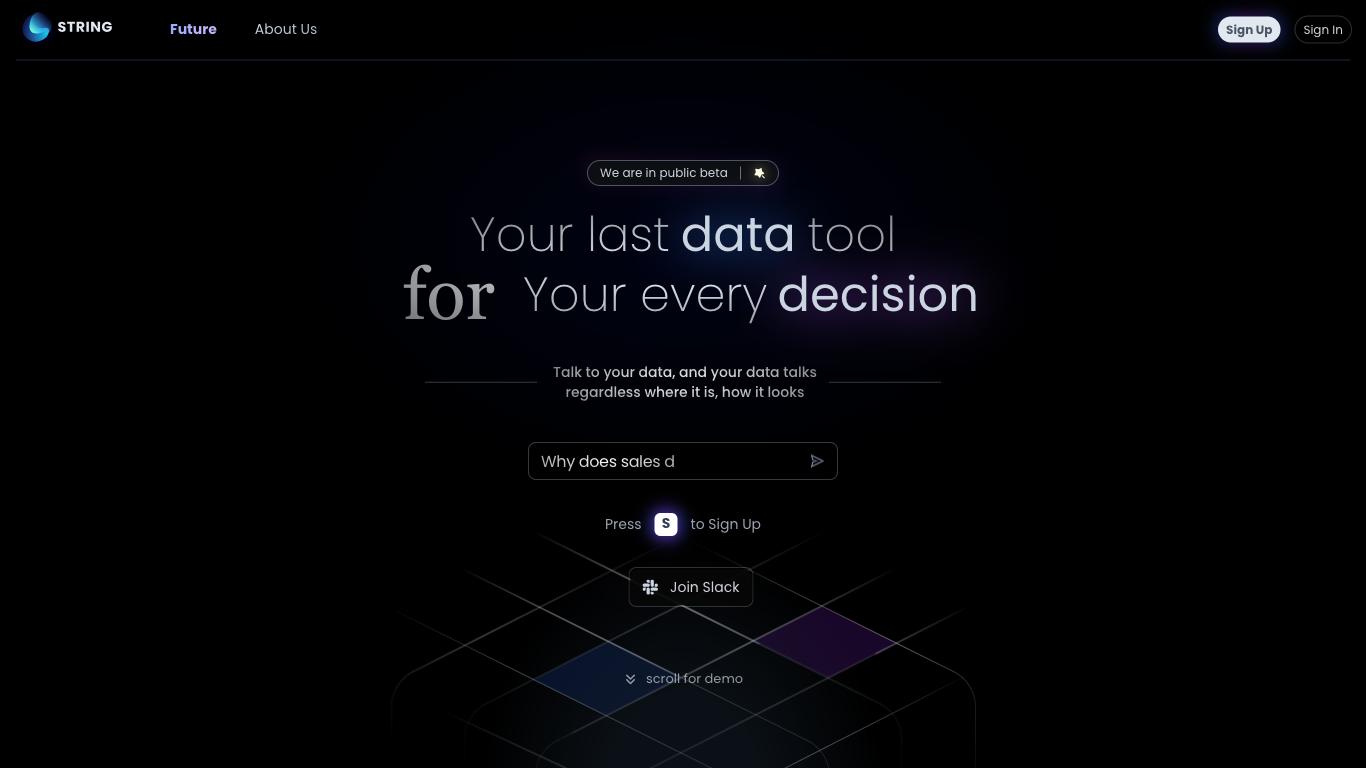 STRING
Future
About Us
Sign Up
Sign In
We are in public beta
Your last data tool
for Your every decision
Talk to your data, and your data talks
regardless where it is, how it looks
Why does sales d
Press S to Sign Up
Join Slack
scroll for demo